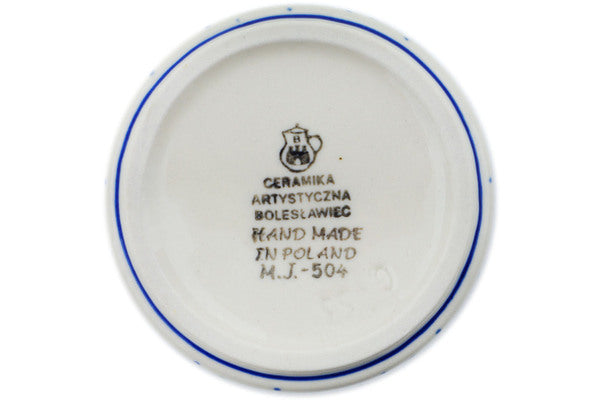 B
CERAMIKA
ARTYSTYCZNA
BOLESŁAWIEC
HAND MADE
IN POLAND
M.J.-504